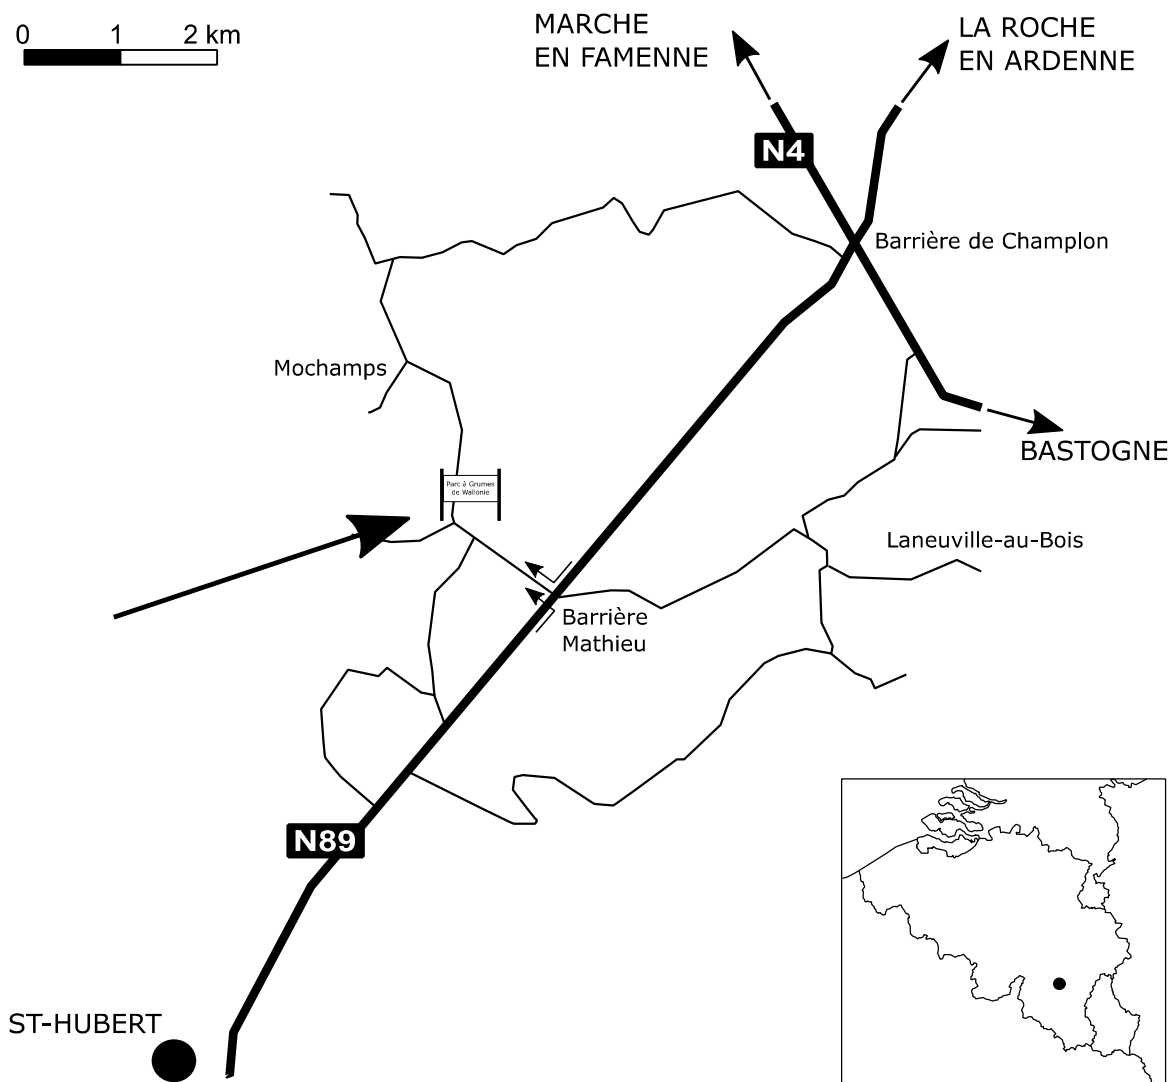 0 1 2 km
MARCHE
EN FAMENNE
LA ROCHE
EN ARDENNE
N4
Barrière de Champlon
Mochamps
BASTOGNE
Parc à Grumes
de Wallonie
Laneuville-au-Bois
Barrière
Mathieu
N89
ST-HUBERT